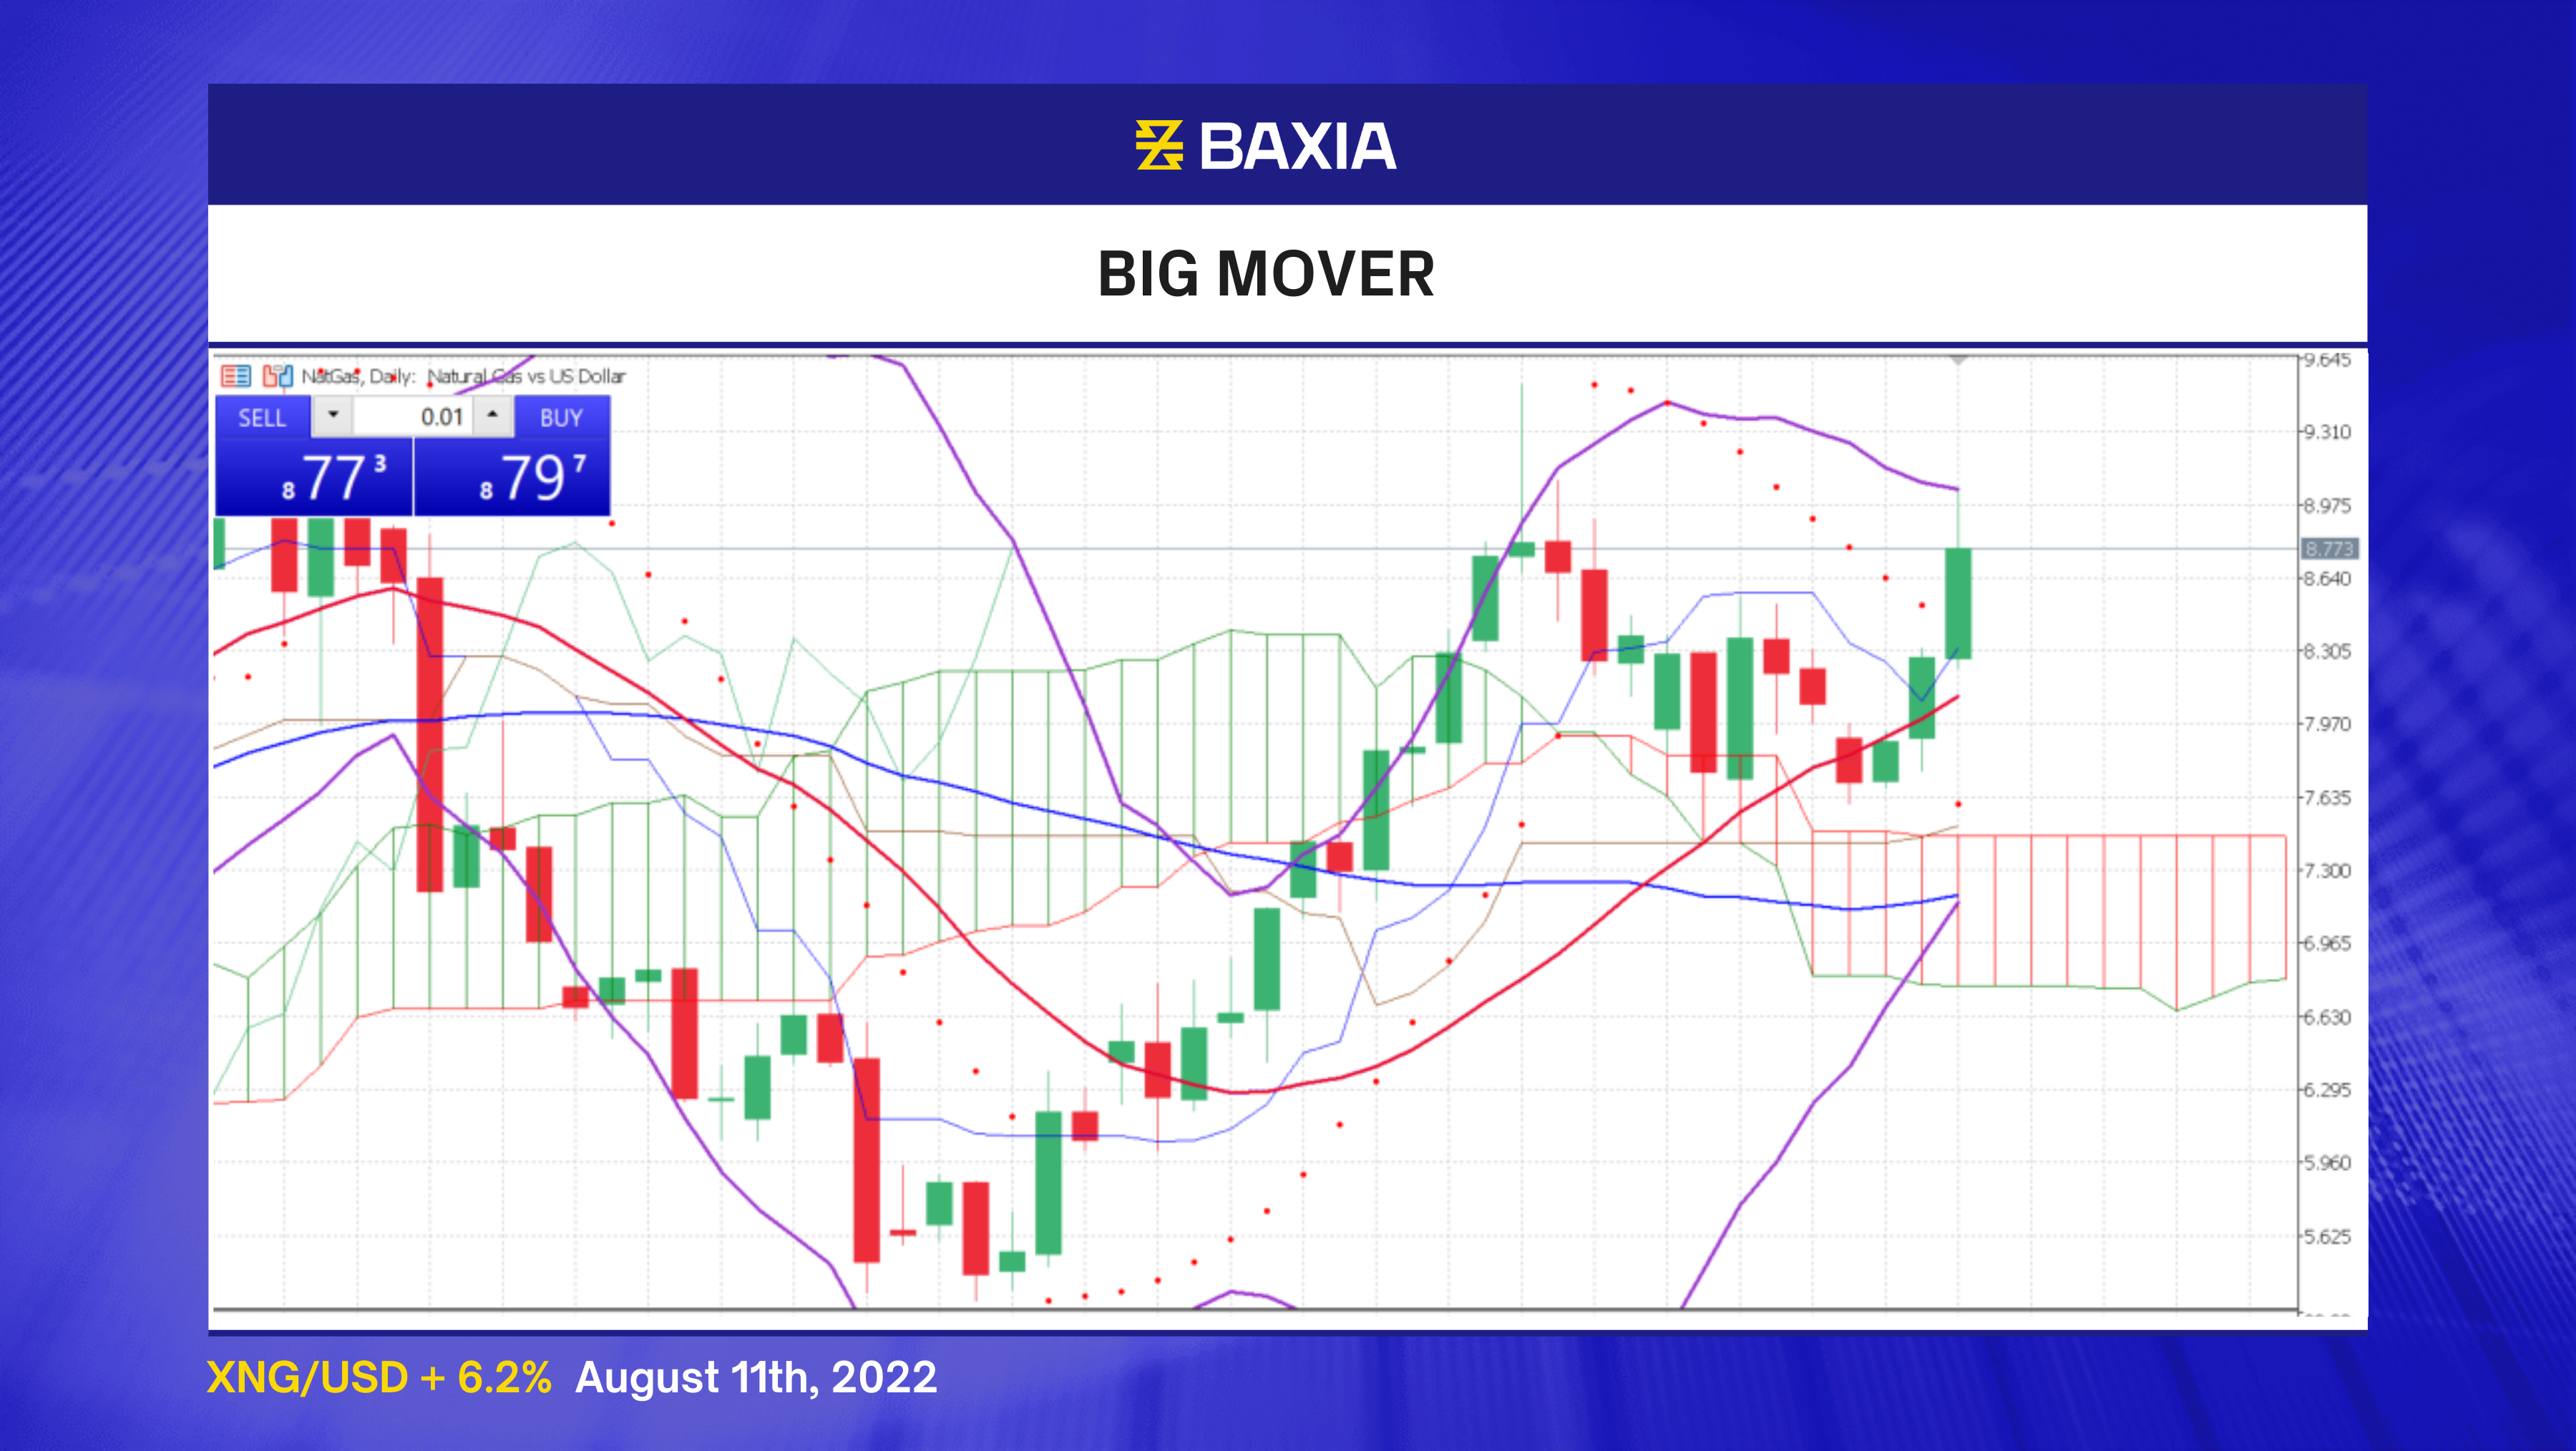 BAXIA
BIG MOVER
NatGas, Daily: Natural Gas vs US Dollar
SELL 0.01 BUY
8 77 3 8 79 7
9.645
9.310
8.975
8.773
8.640
8.305
7.970
7.635
7.300
6.965
6.630
6.295
5.960
5.625
XNG/USD + 6.2% August 11th, 2022